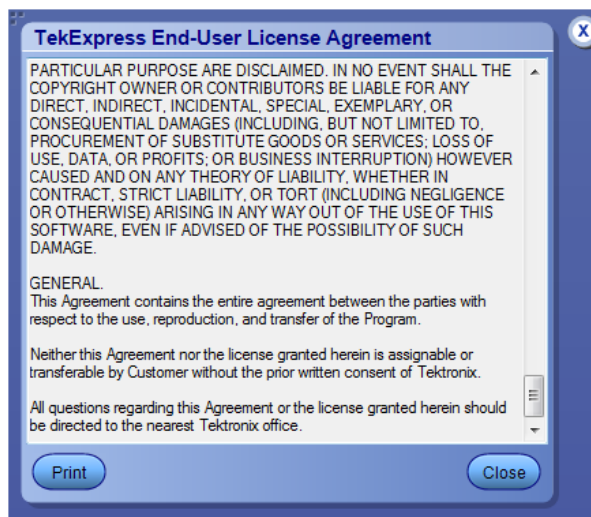 TekExpress End-User License Agreement
X
PARTICULAR PURPOSE ARE DISCLAIMED. IN NO EVENT SHALL THE
COPYRIGHT OWNER OR CONTRIBUTORS BE LIABLE FOR ANY
DIRECT, INDIRECT, INCIDENTAL, SPECIAL, EXEMPLARY, OR
CONSEQUENTIAL DAMAGES (INCLUDING, BUT NOT LIMITED TO,
PROCUREMENT OF SUBSTITUTE GOODS OR SERVICES; LOSS OF
USE, DATA, OR PROFITS; OR BUSINESS INTERRUPTION) HOWEVER
CAUSED AND ON ANY THEORY OF LIABILITY, WHETHER IN
CONTRACT, STRICT LIABILITY, OR TORT (INCLUDING NEGLIGENCE
OR OTHERWISE) ARISING IN ANY WAY OUT OF THE USE OF THIS
SOFTWARE, EVEN IF ADVISED OF THE POSSIBILITY OF SUCH
DAMAGE.
GENERAL.
This Agreement contains the entire agreement between the parties with
respect to the use, reproduction, and transfer of the Program.
Neither this Agreement nor the license granted herein is assignable or
transferable by Customer without the prior written consent of Tektronix.
All questions regarding this Agreement or the license granted herein should
be directed to the nearest Tektronix office.
Print
Close